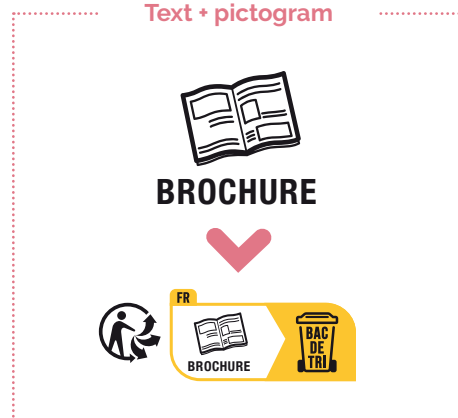 Text + pictogram
BROCHURE
FR
BROCHURE
BAC
DE
TRI